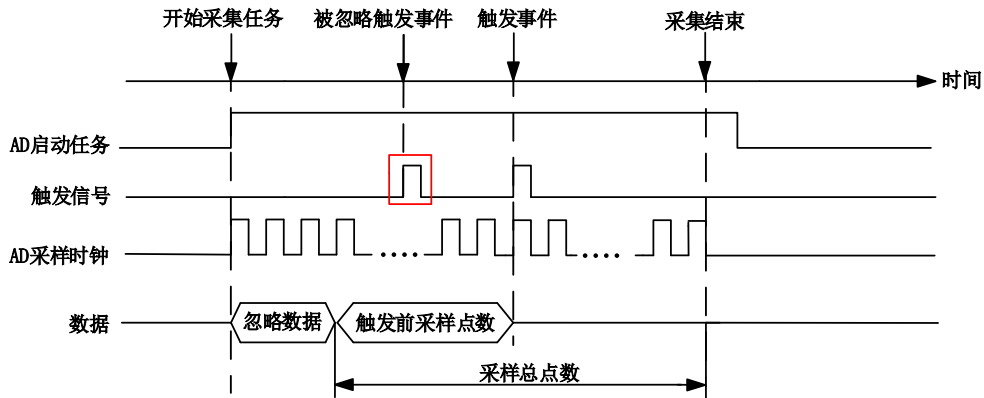 开始采集任务 被忽略触发事件 触发事件 采集结束
时间
AD启动任务
触发信号
AD采样时钟
数据 忽略数据 触发前采样点数
采样总点数